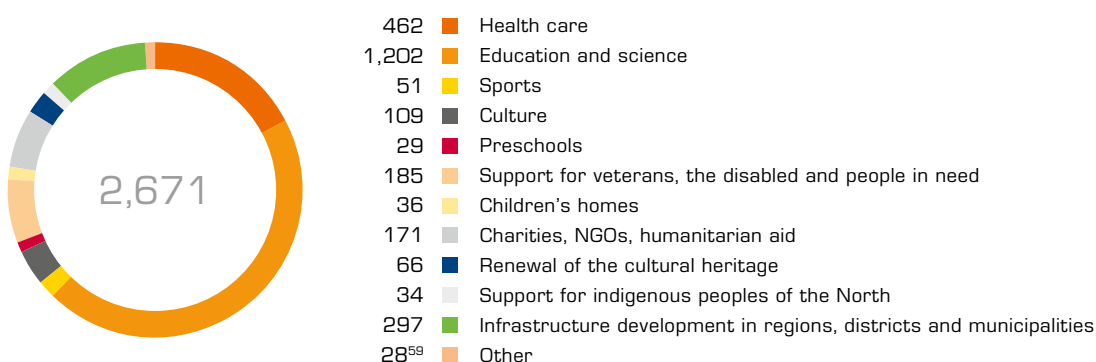 2,671
462 Health care
1,202 Education and science
51 Sports
109 Culture
29 Preschools
185 Support for veterans, the disabled and people in need
36 Children's homes
171 Charities, NGOs, humanitarian aid
66 Renewal of the cultural heritage
34 Support for indigenous peoples of the North
297 Infrastructure development in regions, districts and municipalities
28⁵⁹ Other